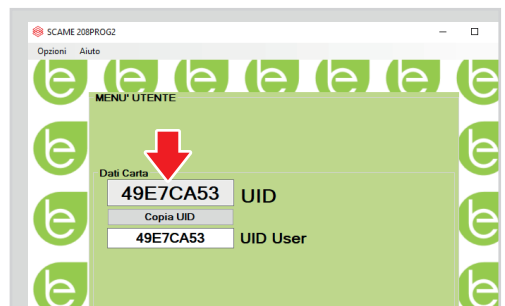 SCAME 208PROG2
Opzioni Aiuto
MENU' UTENTE
Dati Carta
49E7CA53 UID
Copia UID
49E7CA53 UID User